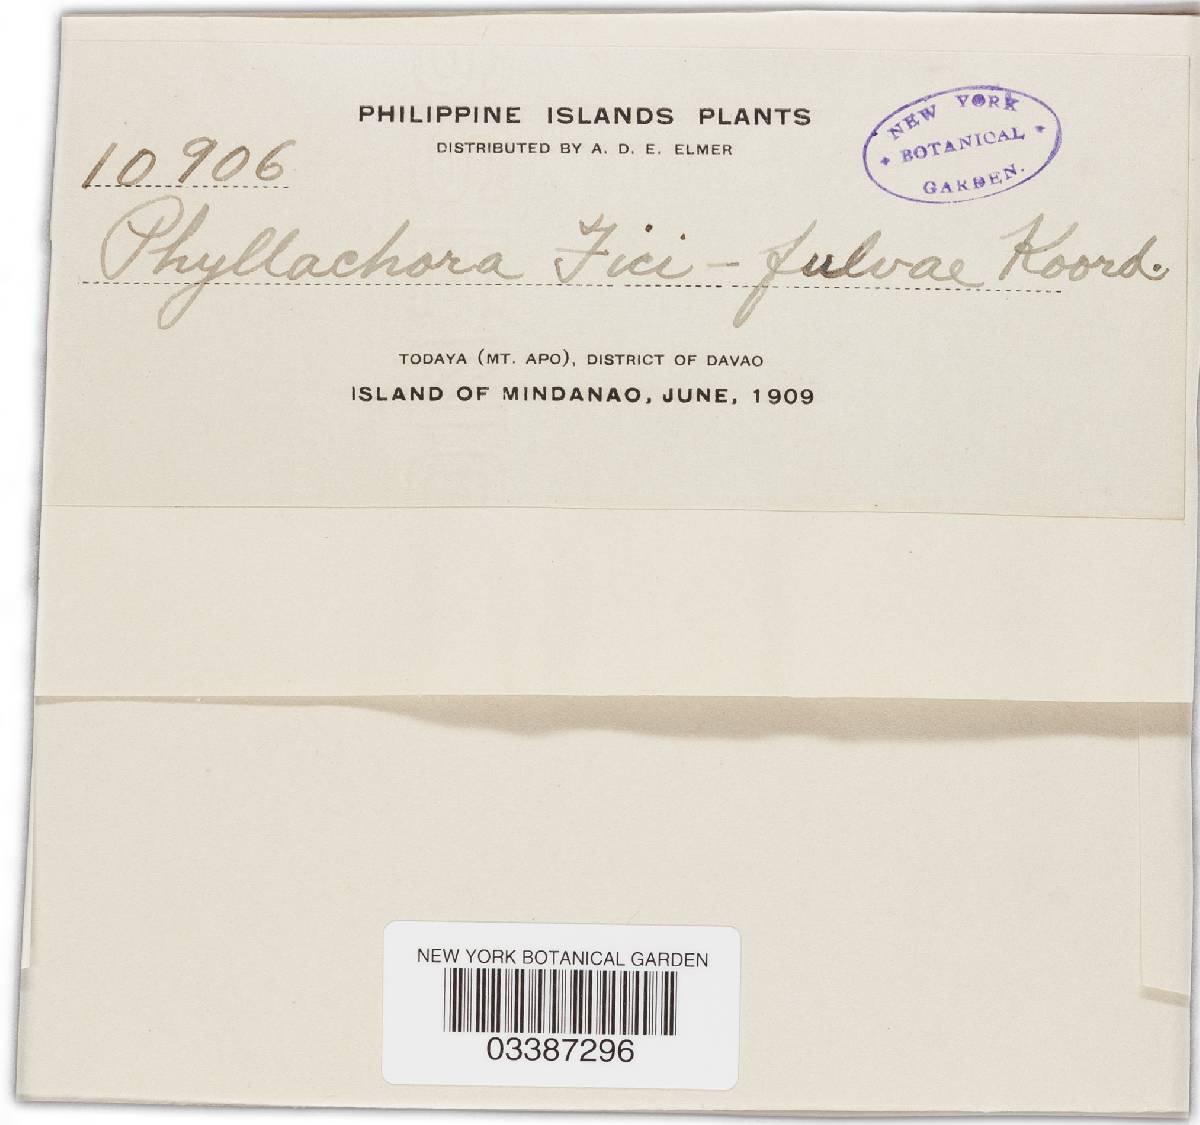 PHILIPPINE ISLANDS PLANTS
DISTRIBUTED BY A. D. E. ELMER
NEW YORK
* BOTANICAL *
GARDEN.
10906
Phyllachora Fici-fulvae Koord.
TODAYA (MT. APO), DISTRICT OF DAVAO
ISLAND OF MINDANAO, JUNE, 1909
NEW YORK BOTANICAL GARDEN
03387296